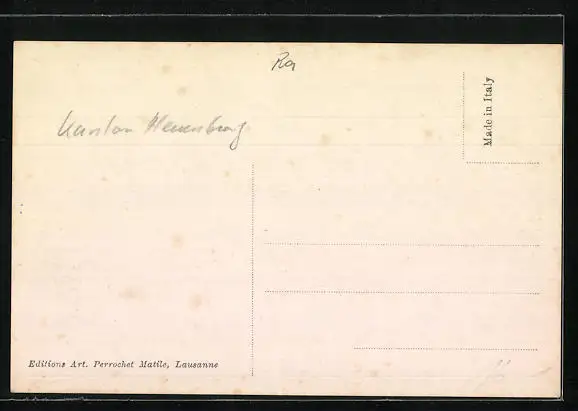 Ra
Kanton Neuenburg
Made in Italy
Editions Art. Perrochet Matile, Lausanne